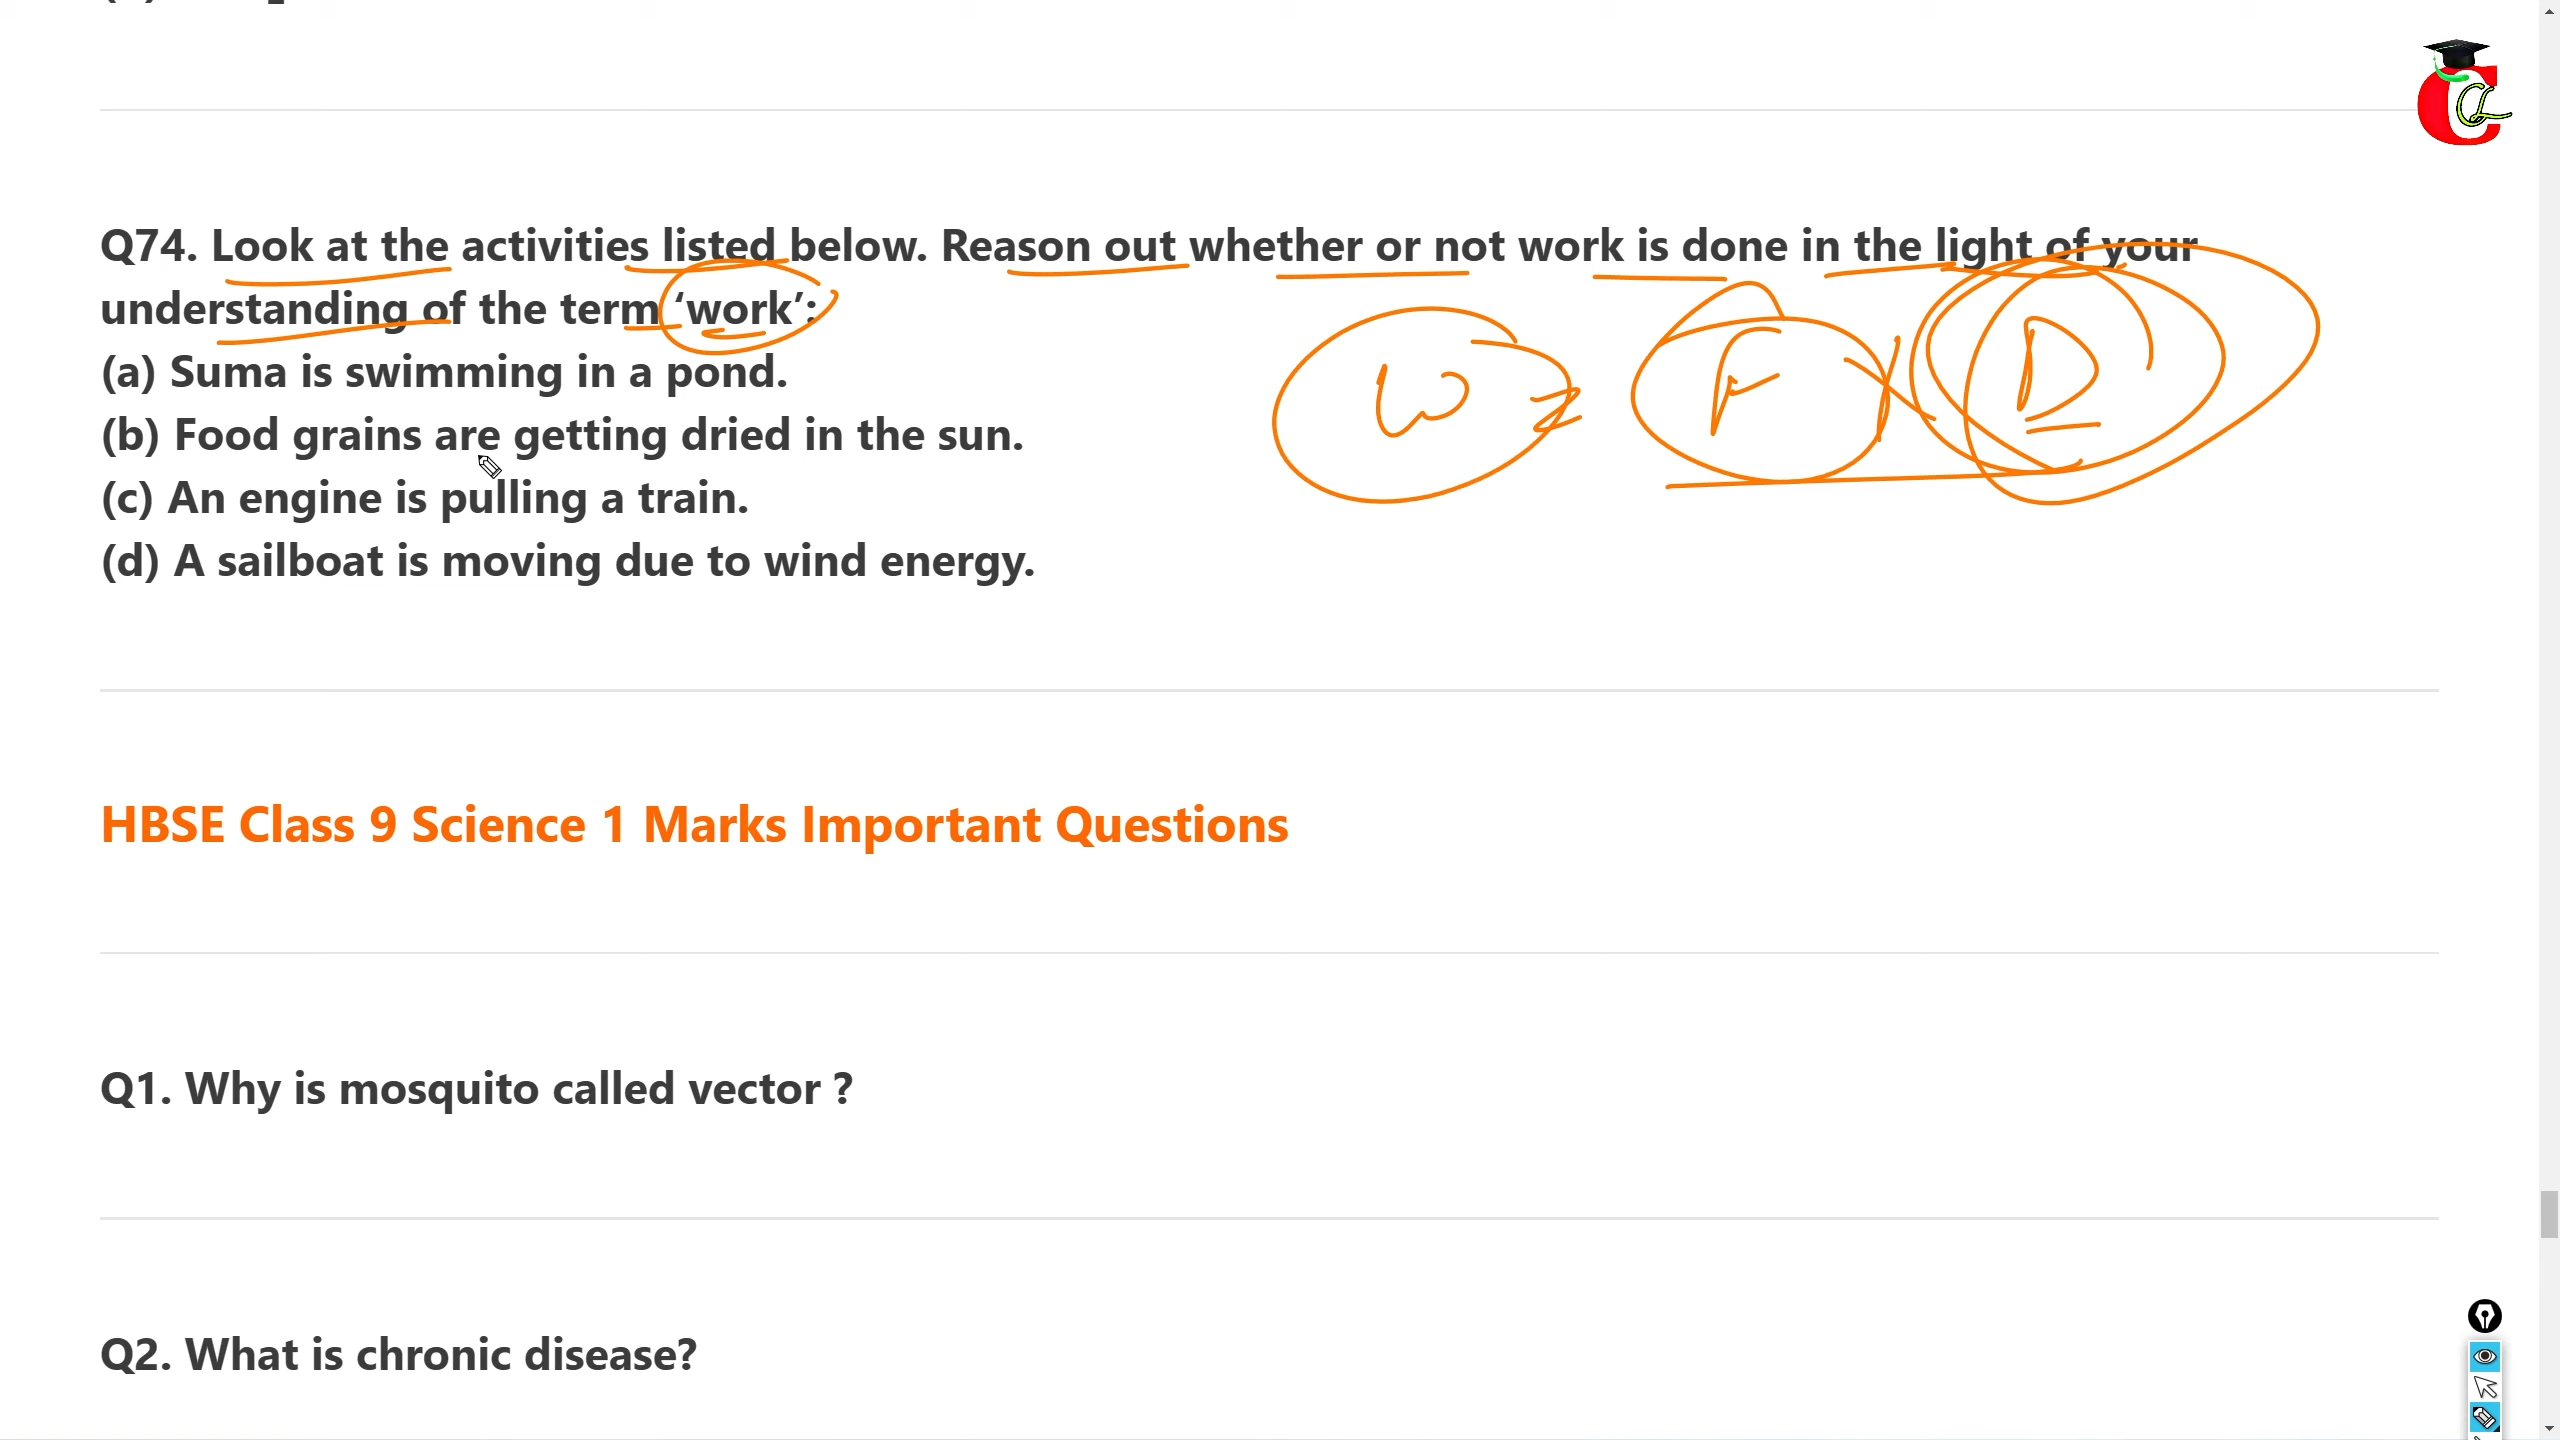 Q74. Look at the activities listed below. Reason out whether or not work is done in the light of your
understanding of the term ‘work’:
W = F × D
(a) Suma is swimming in a pond.
(b) Food grains are getting dried in the sun.
(c) An engine is pulling a train.
(d) A sailboat is moving due to wind energy.
HBSE Class 9 Science 1 Marks Important Questions
Q1. Why is mosquito called vector ?
Q2. What is chronic disease?